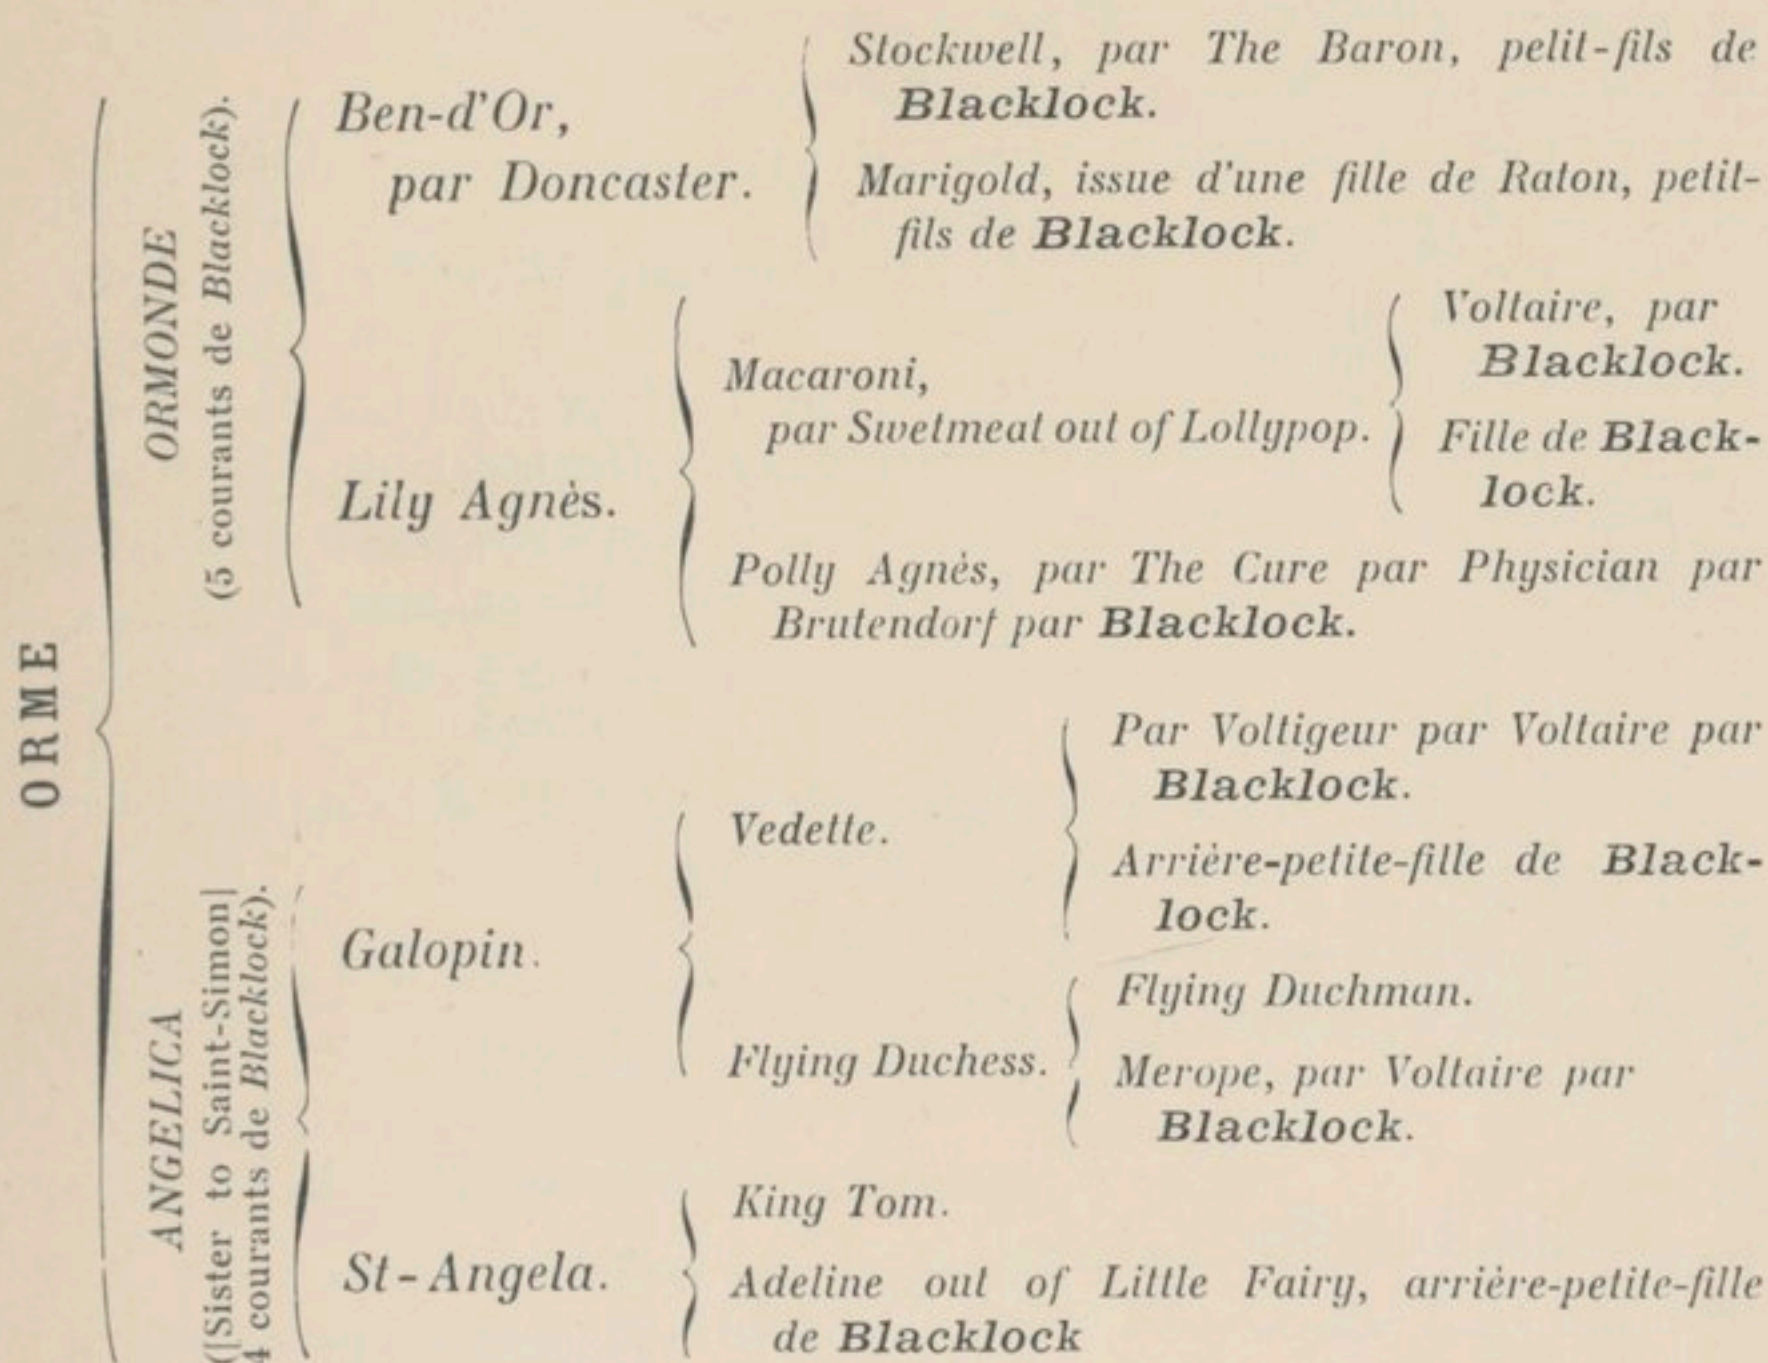 ORME
ORMONDE
(5 courants de Blacklock).
Ben-d'Or,
par Doncaster.
Stockwell, par The Baron, petit-fils de
Blacklock.
Marigold, issue d'une fille de Raton, petit-
fils de Blacklock.
Lily Agnès.
Macaroni,
par Swetmeat out of Lollypop.
Voltaire, par
Blacklock.
Fille de Black-
lock.
Polly Agnès, par The Cure par Physician par
Brutendorf par Blacklock.
ANGELICA
([Sister to Saint-Simon]
4 courants de Blacklock).
Galopin.
Vedette.
Par Voltigeur par Voltaire par
Blacklock.
Arrière-petite-fille de Black-
lock.
Flying Duchess.
Flying Duchman.
Merope, par Voltaire par
Blacklock.
St-Angela.
King Tom.
Adeline out of Little Fairy, arrière-petite-fille
de Blacklock